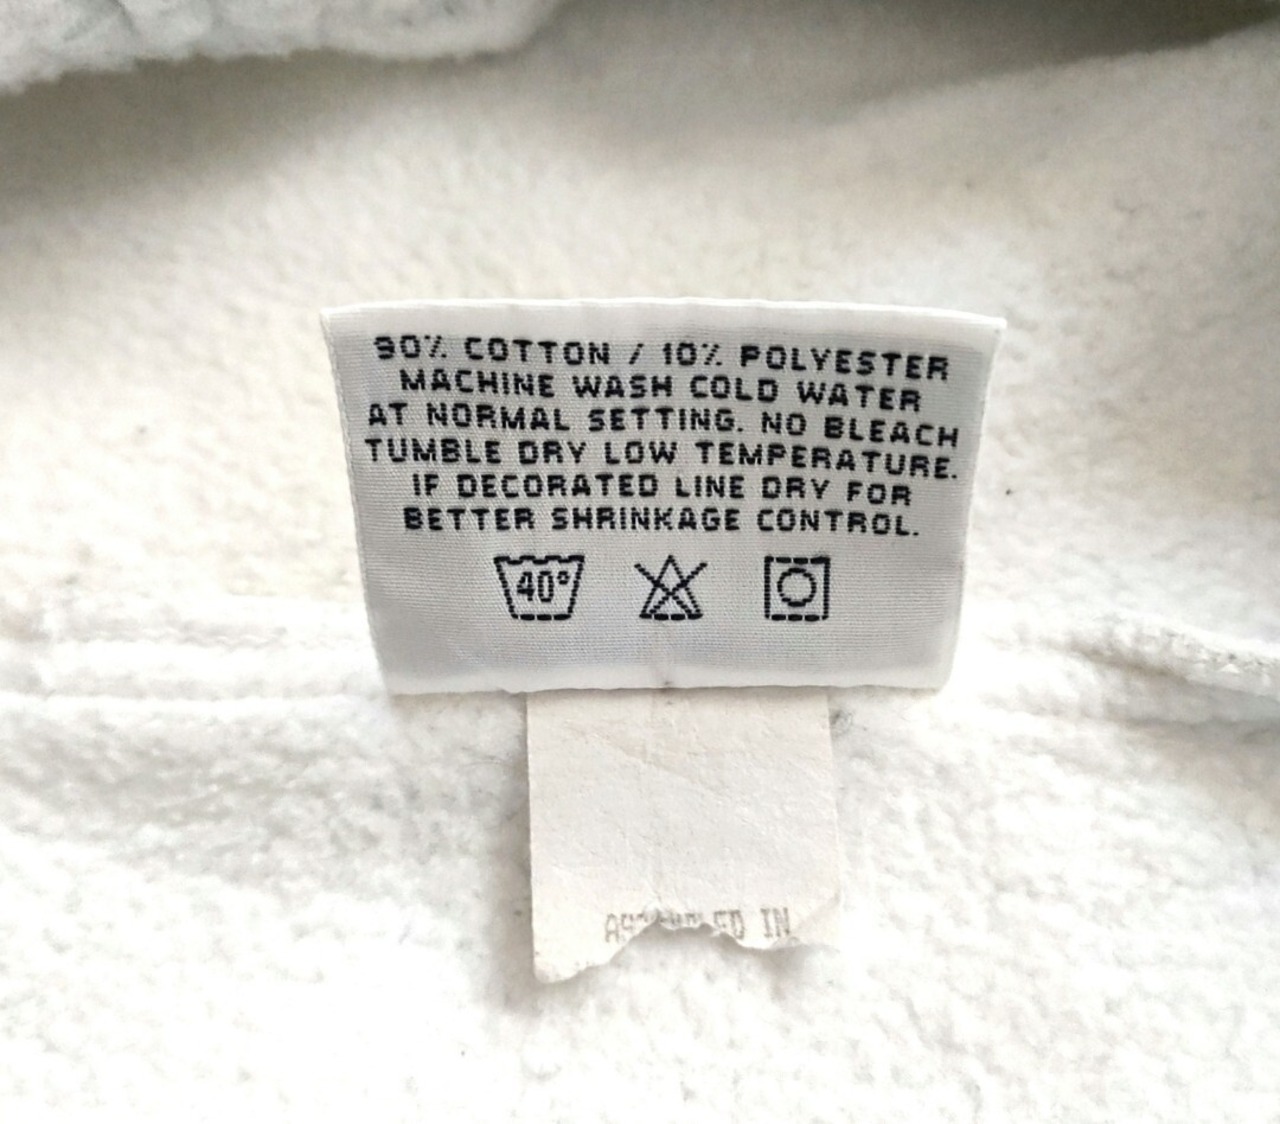 90% COTTON / 10% POLYESTER
MACHINE WASH COLD WATER
AT NORMAL SETTING. NO BLEACH
TUMBLE DRY LOW TEMPERATURE.
IF DECORATED LINE DRY FOR
BETTER SHRINKAGE CONTROL.
40°
IN